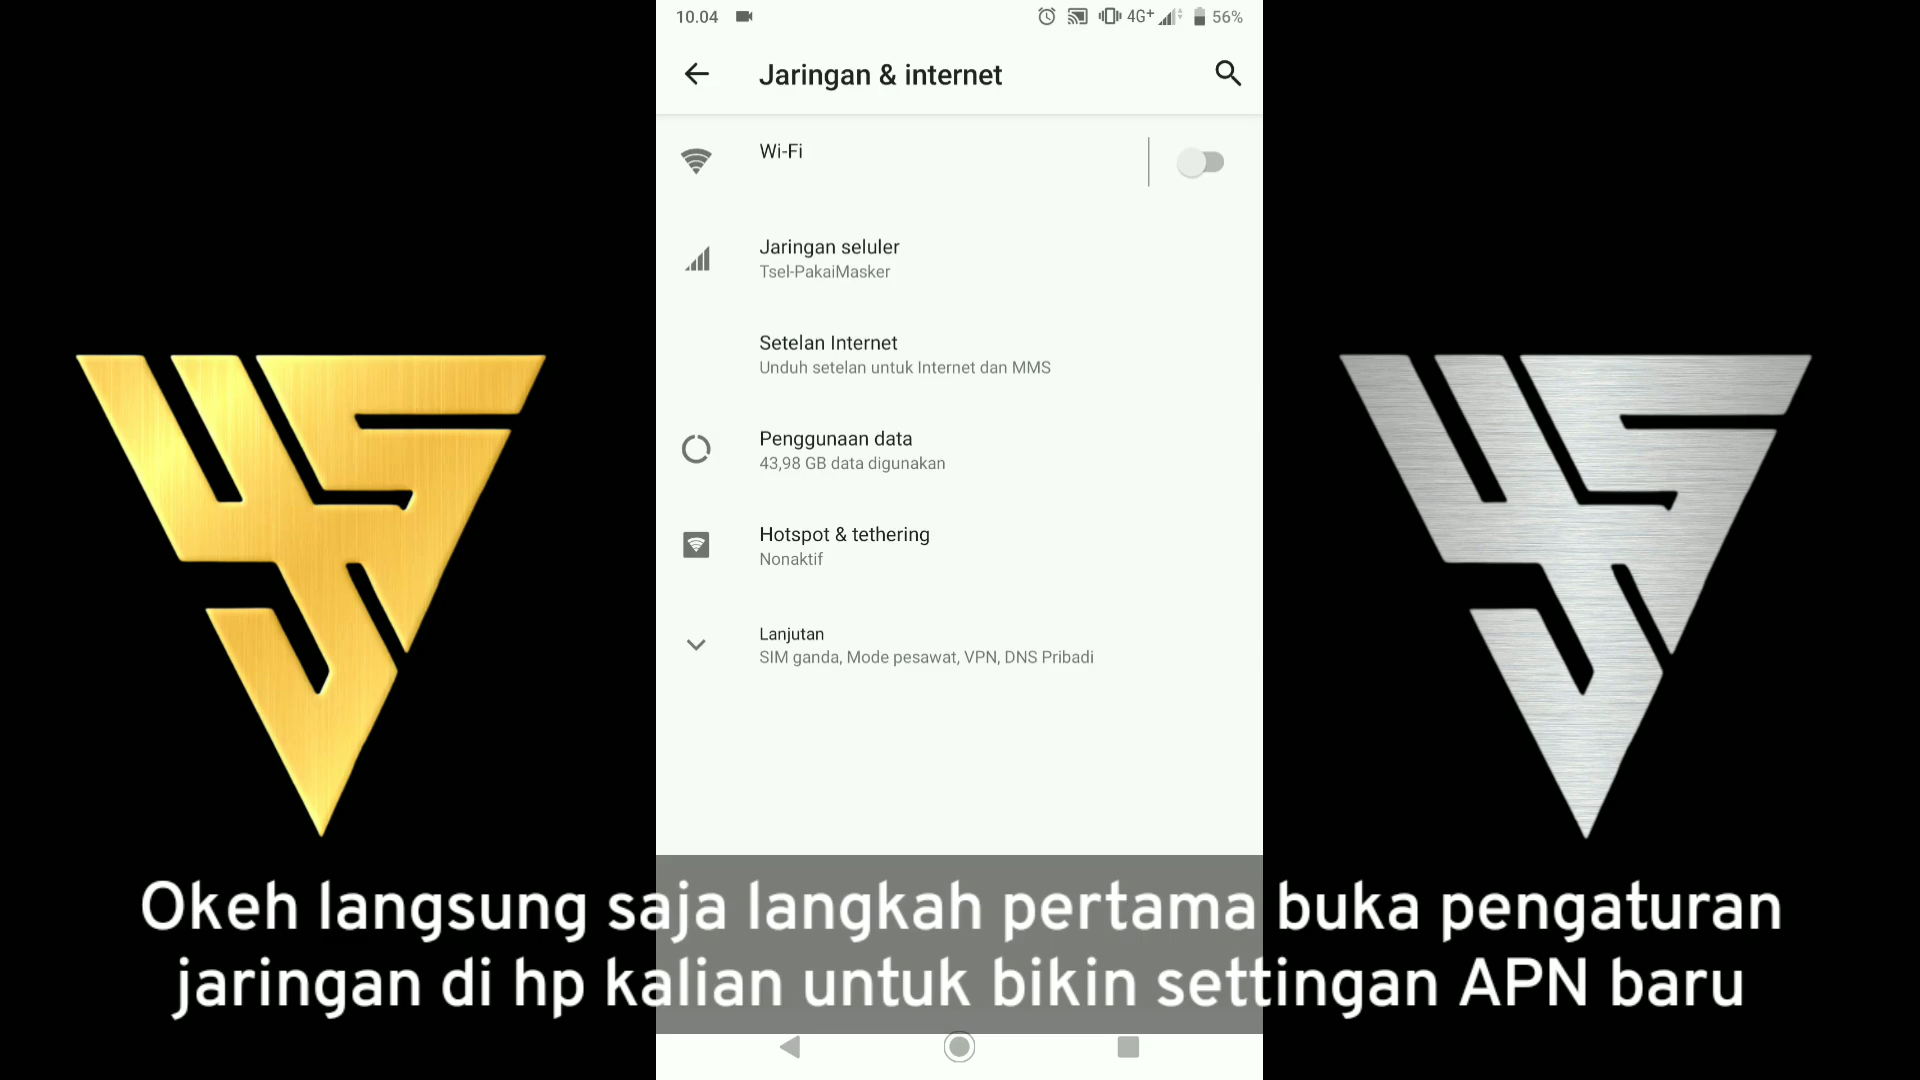 10.04
4G+
56%
Jaringan & internet
Wi-Fi
Jaringan seluler
Tsel-PakaiMasker
Setelan Internet
Unduh setelan untuk Internet dan MMS
Penggunaan data
43,98 GB data digunakan
Hotspot & tethering
Nonaktif
Lanjutan
SIM ganda, Mode pesawat, VPN, DNS Pribadi
Okeh langsung saja langkah pertama buka pengaturan
jaringan di hp kalian untuk bikin settingan APN baru